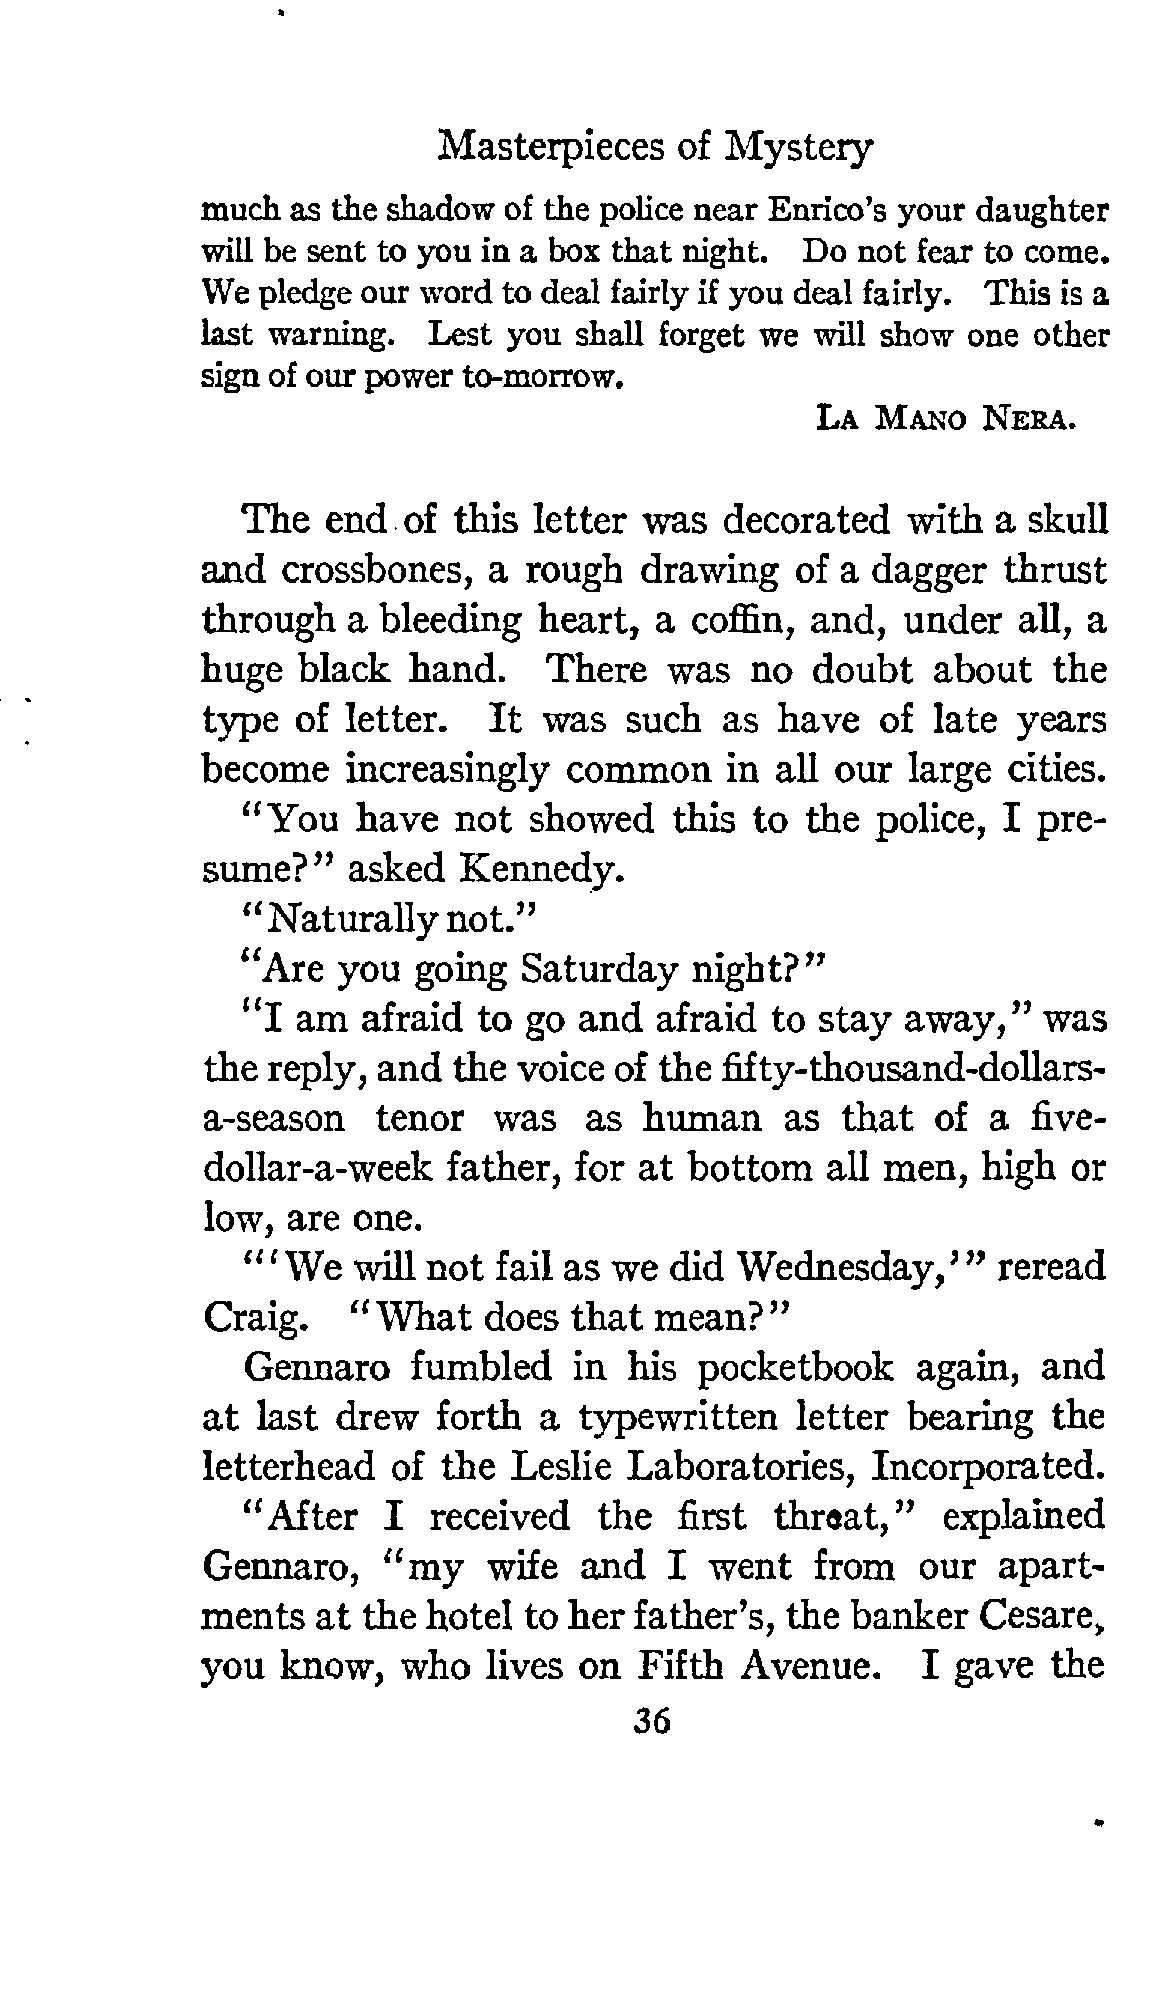 Masterpieces of Mystery
much as the shadow of the police near Enrico's your daughter
will be sent to you in a box that night. Do not fear to come.
We pledge our word to deal fairly if you deal fairly. This is a
last warning. Lest you shall forget we will show one other
sign of our power to-morrow.
LA MANO NERA.
The end of this letter was decorated with a skull
and crossbones, a rough drawing of a dagger thrust
through a bleeding heart, a coffin, and, under all, a
huge black hand. There was no doubt about the
type of letter. It was such as have of late years
become increasingly common in all our large cities.
"You have not showed this to the police, I pre-
sume?" asked Kennedy.
"Naturally not."
"Are you going Saturday night?"
"I am afraid to go and afraid to stay away," was
the reply, and the voice of the fifty-thousand-dollars-
a-season tenor was as human as that of a five-
dollar-a-week father, for at bottom all men, high or
low, are one.
"'We will not fail as we did Wednesday,'" reread
Craig. "What does that mean?"
Gennaro fumbled in his pocketbook again, and
at last drew forth a typewritten letter bearing the
letterhead of the Leslie Laboratories, Incorporated.
"After I received the first threat," explained
Gennaro, "my wife and I went from our apart-
ments at the hotel to her father's, the banker Cesare,
you know, who lives on Fifth Avenue. I gave the
36